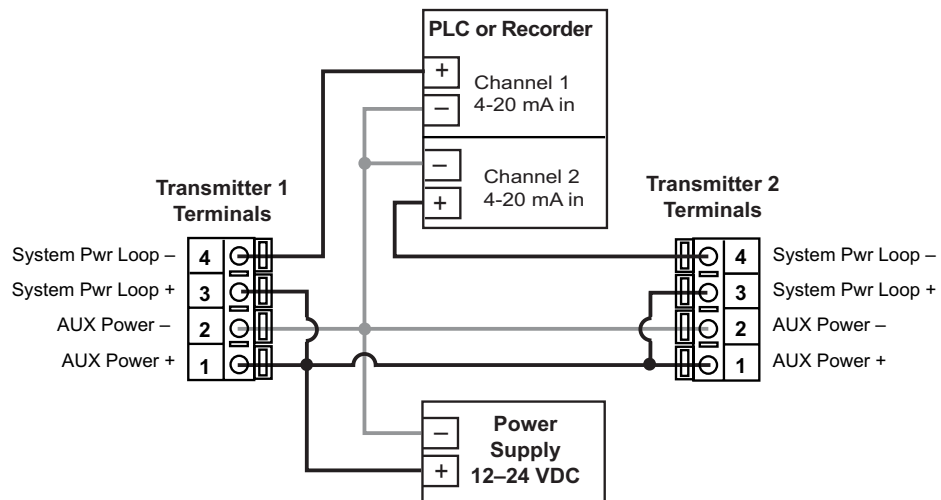 PLC or Recorder
+
Channel 1
4-20 mA in
–
–
Channel 2
4-20 mA in
+
Transmitter 1
Terminals
System Pwr Loop – 4
System Pwr Loop + 3
AUX Power – 2
AUX Power + 1
Transmitter 2
Terminals
4 System Pwr Loop –
3 System Pwr Loop +
2 AUX Power –
1 AUX Power +
–
+
Power
Supply
12–24 VDC